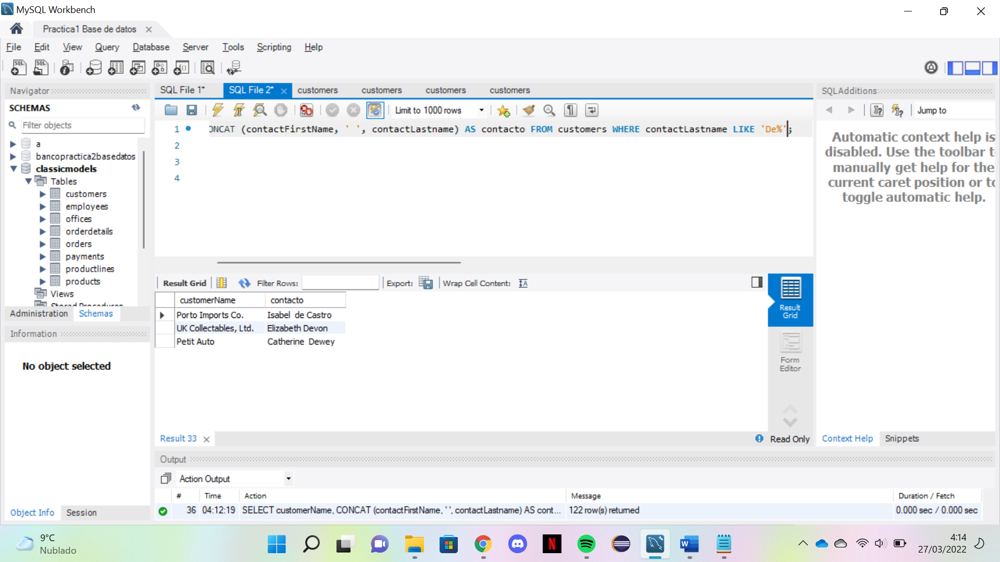 MySQL Workbench
Practica1 Base de datos
File Edit View Query Database Server Tools Scripting Help
Navigator
SCHEMAS
Filter objects
a
bancopractica2basedatos
classicmodels
Tables
customers
employees
offices
orderdetails
orders
payments
productlines
products
Views
Stored Procedures
Administration Schemas
Information
No object selected
Object Info Session
SQL File 1* SQL File 2* customers customers customers customers
Limit to 1000 rows
1 ONCAT (contactFirstName, ' ', contactLastname) AS contacto FROM customers WHERE contactLastname LIKE 'De%';
2
3
4
Result Grid Filter Rows: Export: Wrap Cell Content:
customerName contacto
Porto Imports Co. Isabel de Castro
UK Collectables, Ltd. Elizabeth Devon
Petit Auto Catherine Dewey
Result Grid
Form Editor
Result 33
Read Only
SQLAdditions
Jump to
Automatic context help is
disabled. Use the toolbar t
manually get help for the
current caret position or to
toggle automatic help.
Context Help Snippets
Output
Action Output
# Time Action Message Duration / Fetch
36 04:12:19 SELECT customerName, CONCAT (contactFirstName, ' ', contactLastname) AS cont... 122 row(s) returned 0.000 sec / 0.000 sec
9°C
Nublado
4:14
27/03/2022